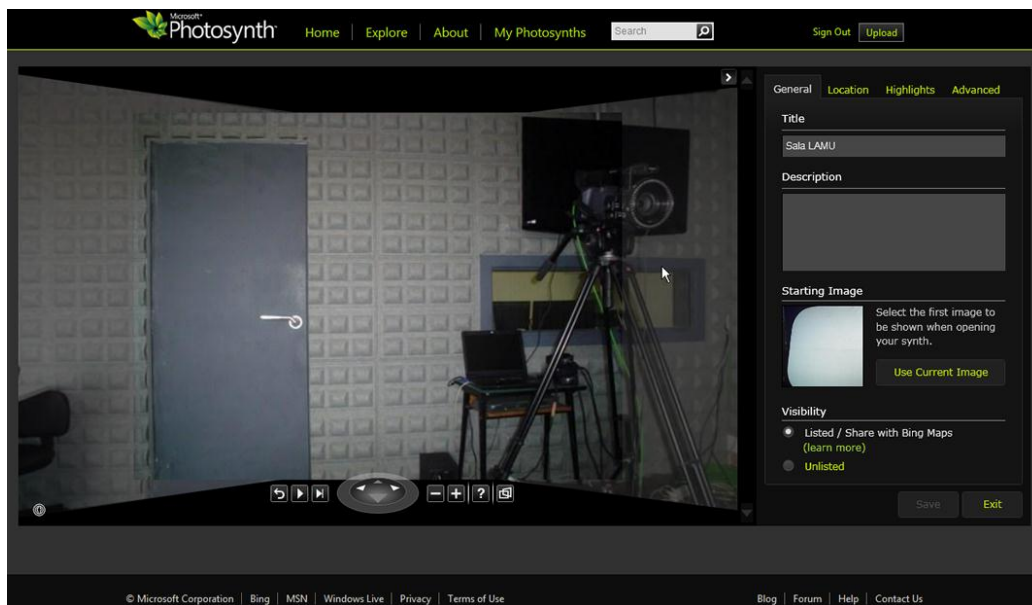 Microsoft®
Photosynth™
Home | Explore | About | My Photosynths
Search
Sign Out Upload
General Location Highlights Advanced
Title
Sala LAMU
Description
Starting Image
Select the first image to
be shown when opening
your synth.
Use Current Image
Visibility
Listed / Share with Bing Maps
(learn more)
Unlisted
Save Exit
© Microsoft Corporation | Bing | MSN | Windows Live | Privacy | Terms of Use
Blog | Forum | Help | Contact Us